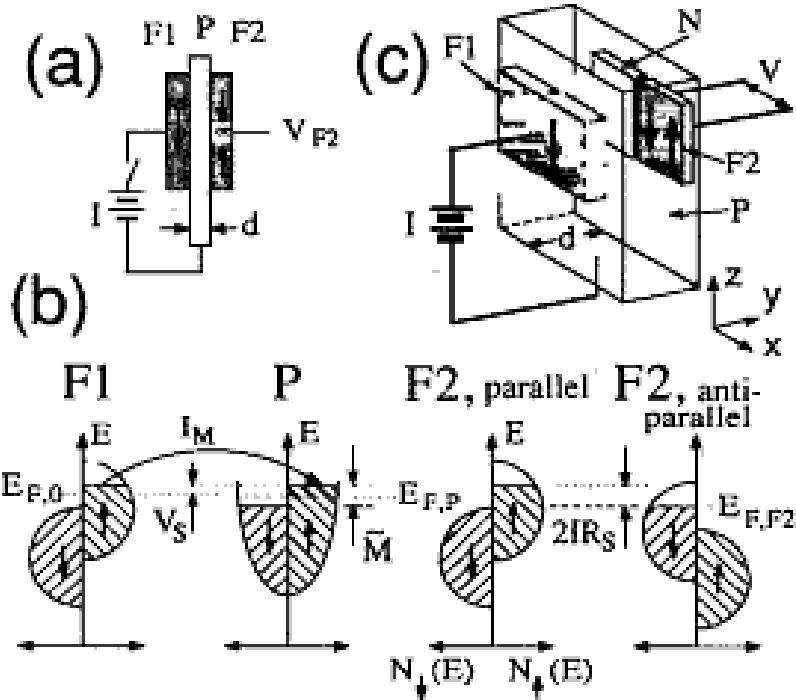 (a)
F1 P F2
V F2
I
d
(c)
F1
N
V
F2
I
P
d
z
y
x
(b)
F1
P
F2, parallel
F2, anti-
parallel
E
I M
E
E
E F,0
V S
M̃
E F,P
2IR S
E F,F2
N↓(E) N↑(E)